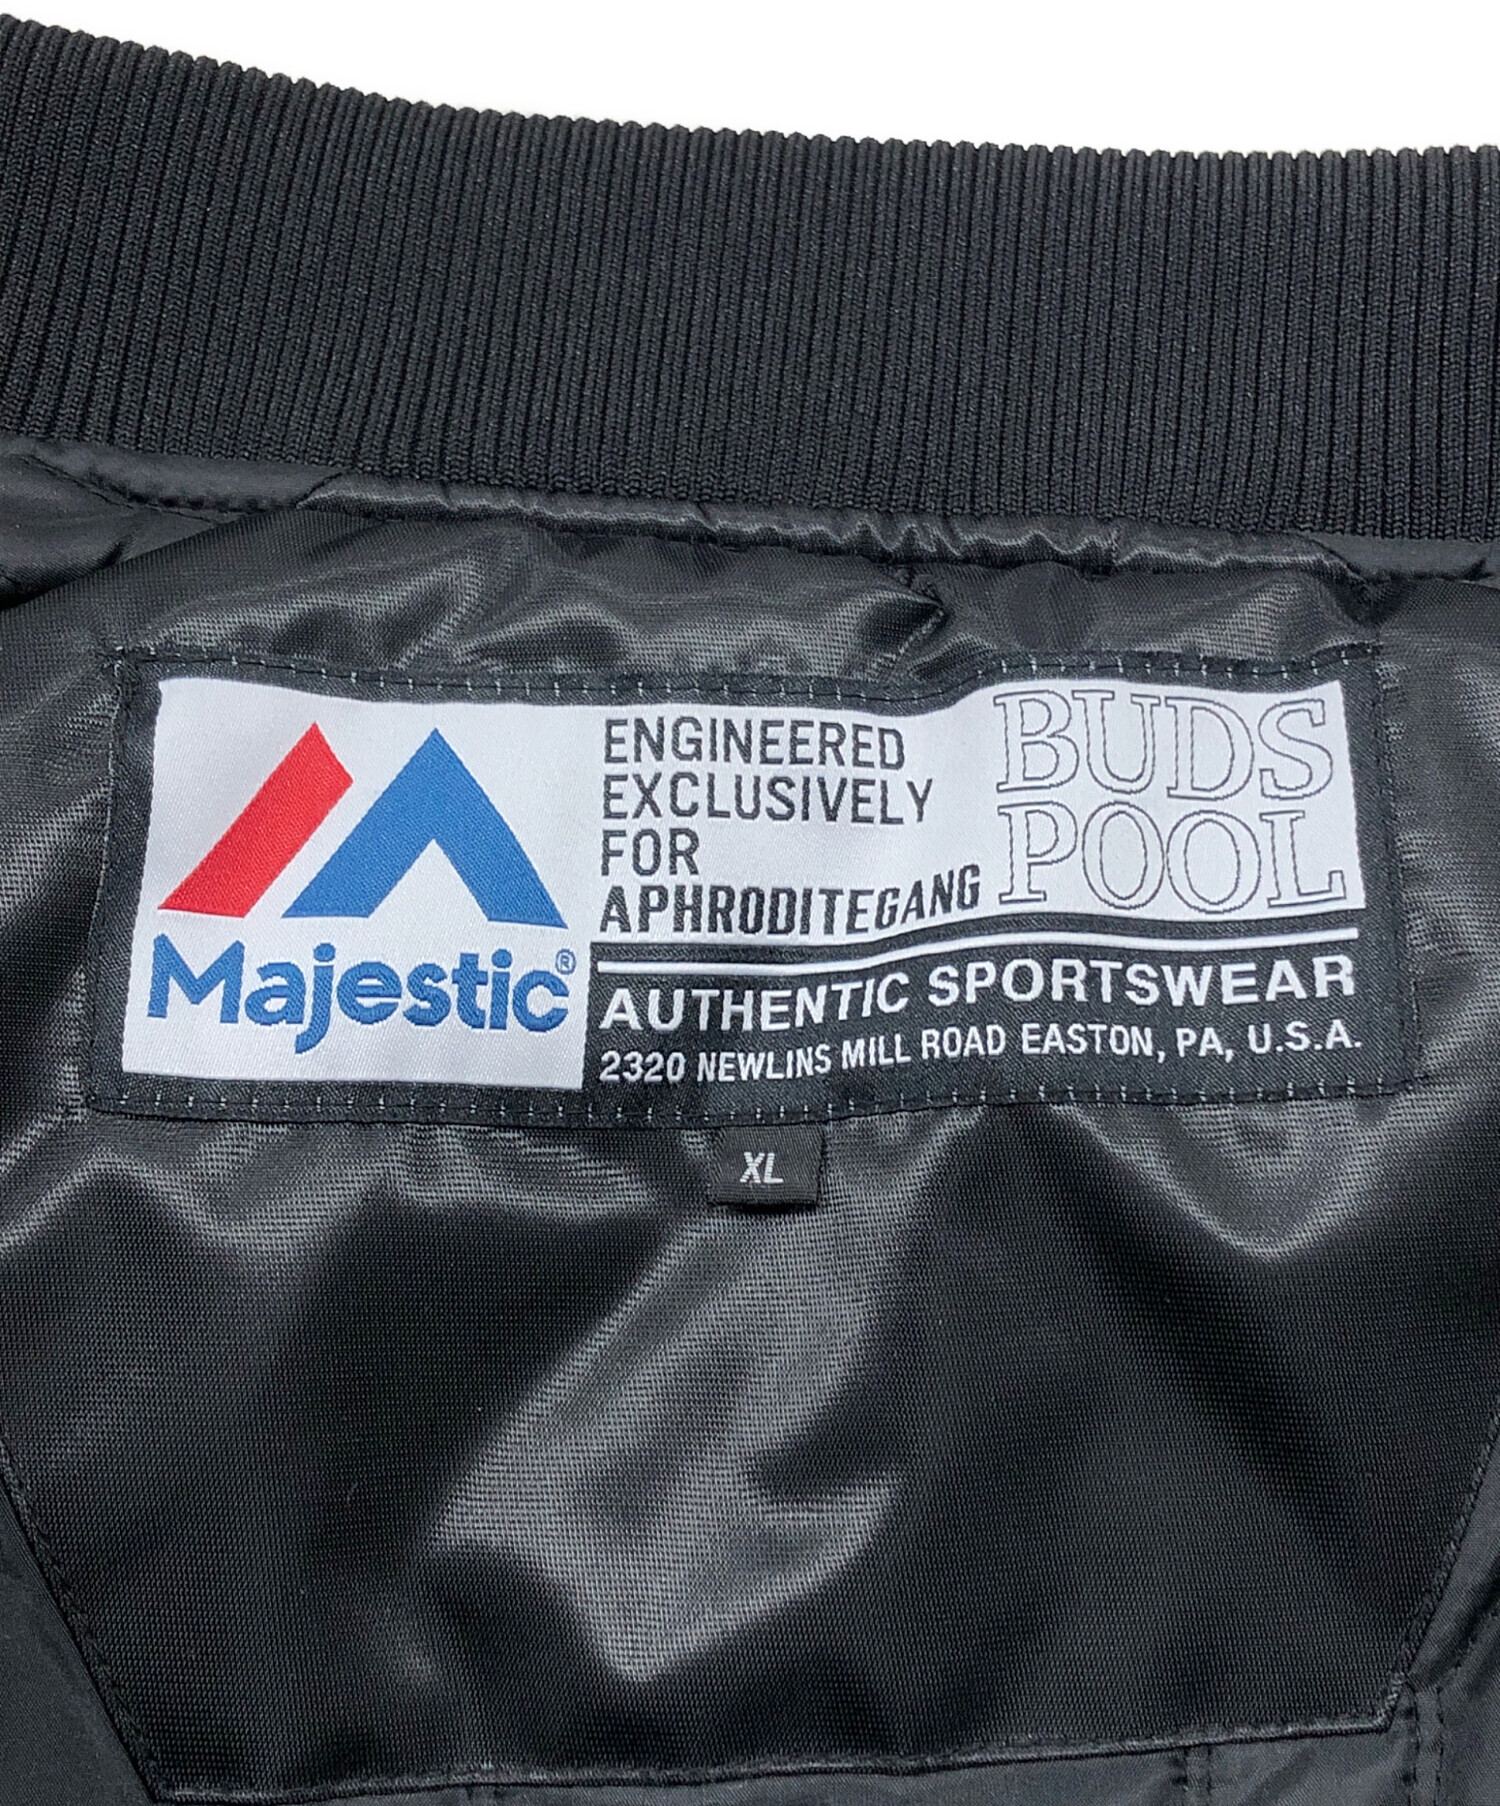 Majestic®
ENGINEERED
EXCLUSIVELY
FOR
APHRODITEGANG
BUDS
POOL
AUTHENTIC SPORTSWEAR
2320 NEWLINS MILL ROAD EASTON, PA, U.S.A.
XL